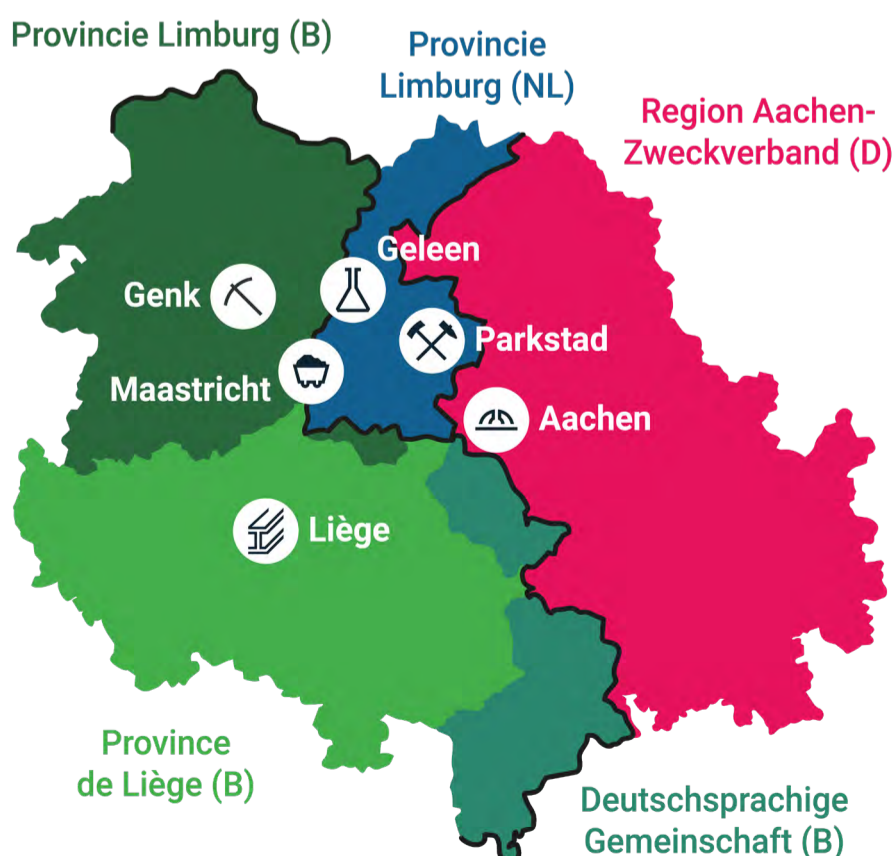 Provincie Limburg (B)
Provincie
Limburg (NL)
Region Aachen-
Zweckverband (D)
Geleen
Genk
Parkstad
Maastricht
Aachen
Liège
Province
de Liège (B)
Deutschsprachige
Gemeinschaft (B)